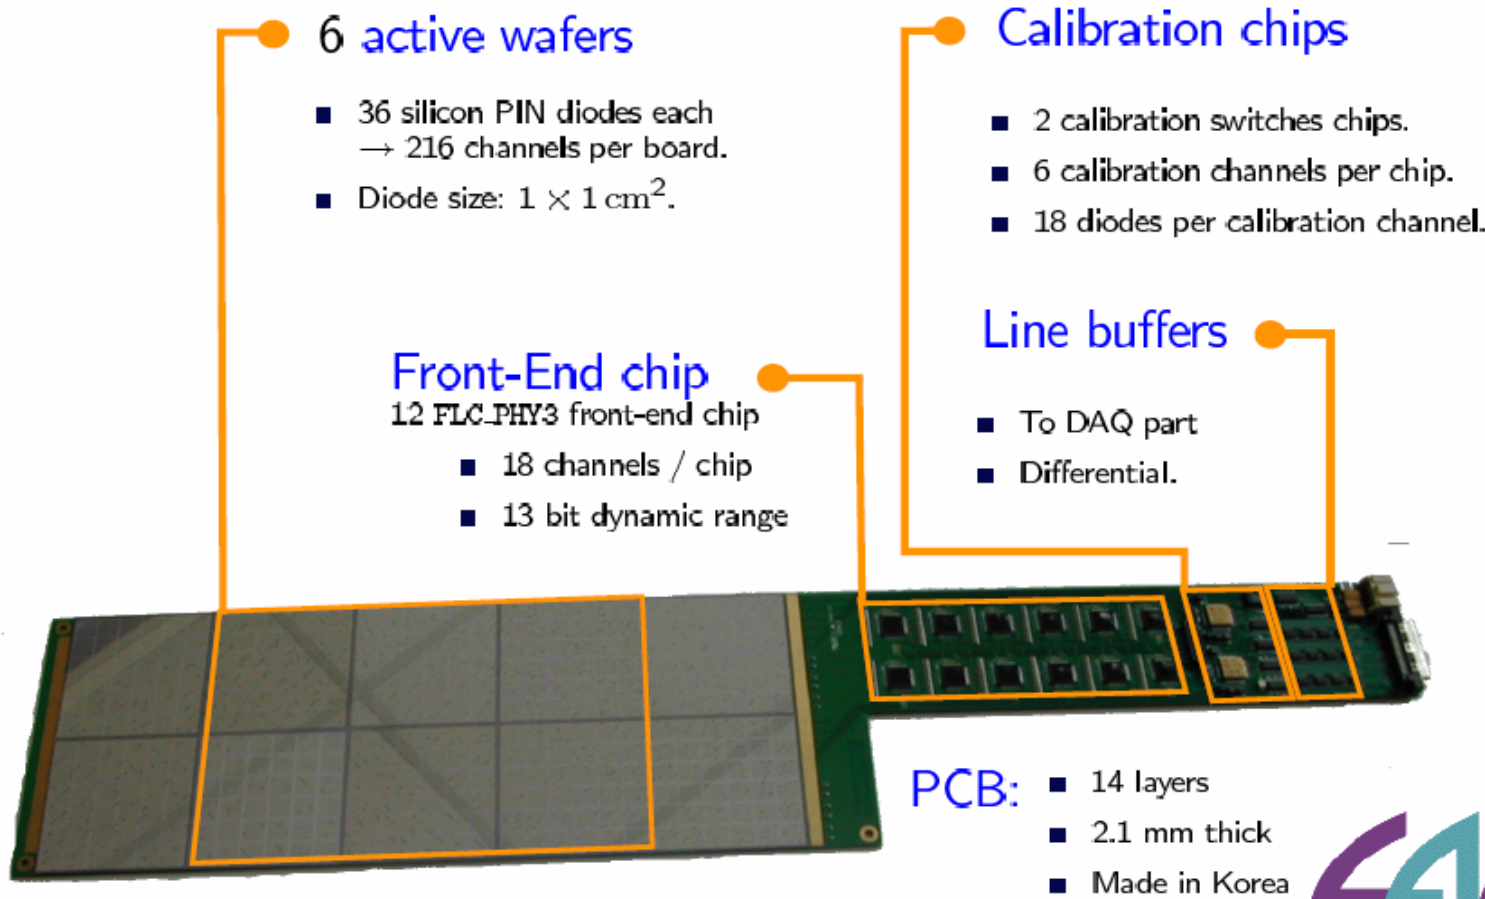 6 active wafers
■ 36 silicon PIN diodes each
→ 216 channels per board.
■ Diode size: 1 × 1 cm².
Calibration chips
■ 2 calibration switches chips.
■ 6 calibration channels per chip.
■ 18 diodes per calibration channel.
Front-End chip
12 FLC_PHY3 front-end chip
■ 18 channels / chip
■ 13 bit dynamic range
Line buffers
■ To DAQ part
■ Differential.
PCB:
■ 14 layers
■ 2.1 mm thick
■ Made in Korea